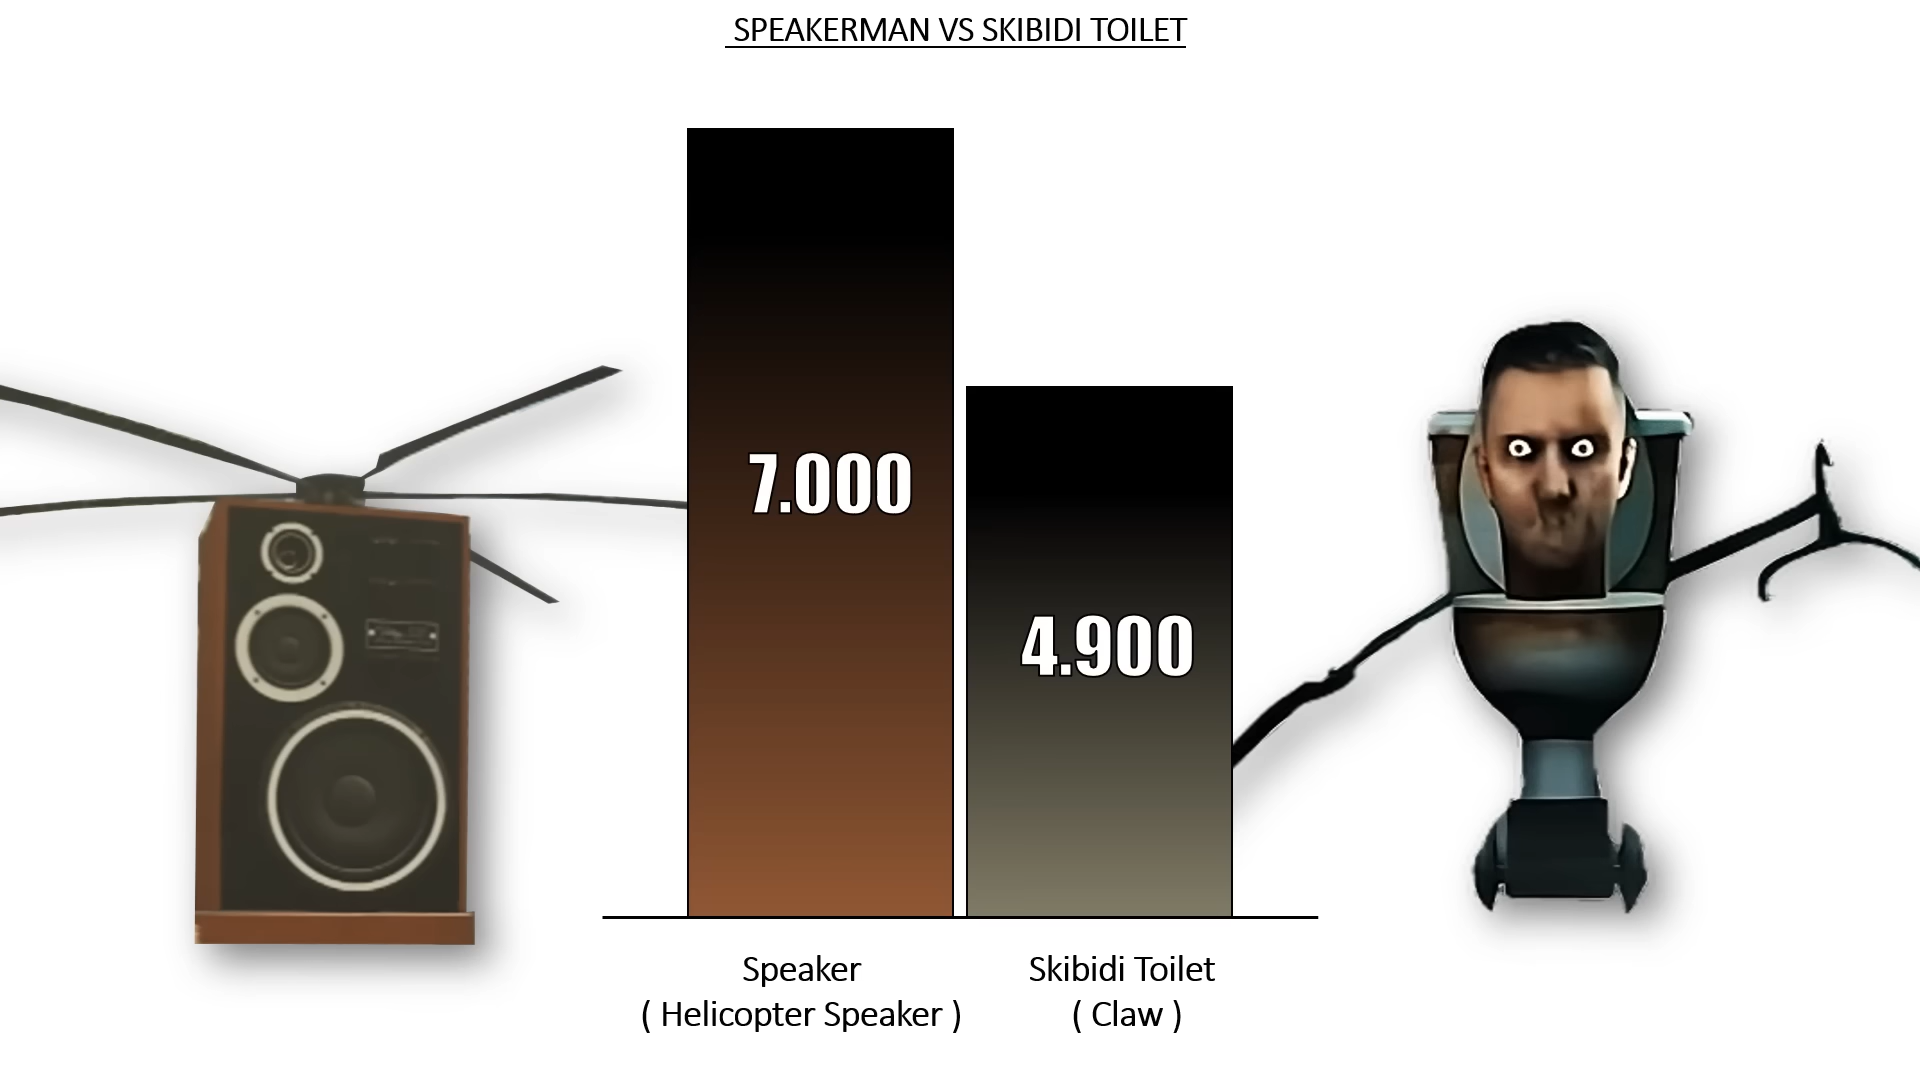 SPEAKERMAN VS SKIBIDI TOILET
7.000
4.900
Speaker
( Helicopter Speaker )
Skibidi Toilet
( Claw )